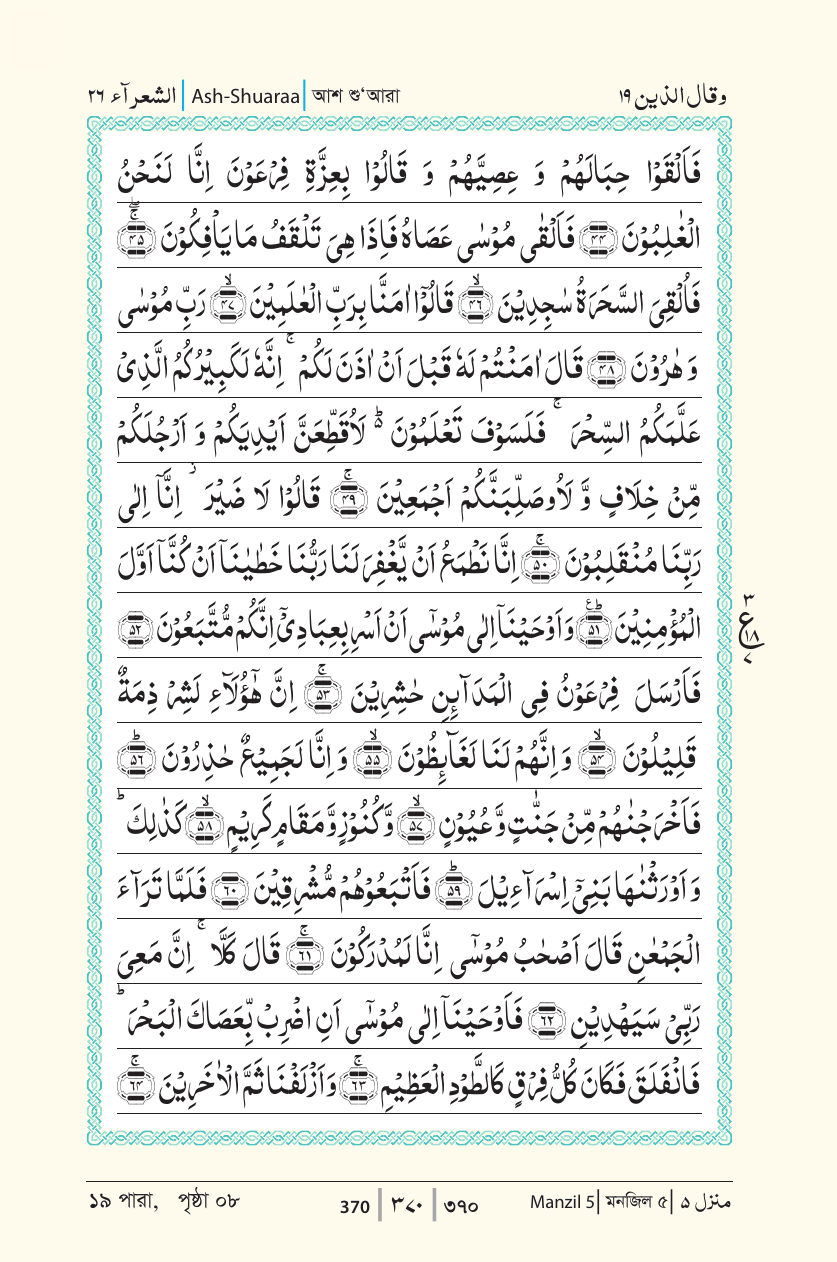 الشعرآء ٢٦ | Ash-Shuaraa | আশ শু‘আরা وقال الذين ١٩
فَاَلْقَوْا حِبَالَهُمْ وَ عِصِيَّهُمْ وَ قَالُوْا بِعِزَّةِ فِرْعَوْنَ اِنَّا لَنَحْنُ
الْغٰلِبُوْنَ ﴿٤٤﴾ فَاَلْقٰى مُوْسٰى عَصَاهُ فَاِذَا هِىَ تَلْقَفُ مَا يَاْفِكُوْنَ ﴿٤٥﴾ۚۖ
فَاُلْقِىَ السَّحَرَةُ سٰجِدِيْنَ ﴿٤٦﴾ۙ قَالُوْٓا اٰمَنَّا بِرَبِّ الْعٰلَمِيْنَ ﴿٤٧﴾ۙ رَبِّ مُوْسٰى
وَ هٰرُوْنَ ﴿٤٨﴾ قَالَ اٰمَنْتُمْ لَهٗ قَبْلَ اَنْ اٰذَنَ لَكُمْ ۚ اِنَّهٗ لَكَبِيْرُكُمُ الَّذِىْ
عَلَّمَكُمُ السِّحْرَ ۚ فَلَسَوْفَ تَعْلَمُوْنَ ؕ لَاُقَطِّعَنَّ اَيْدِيَكُمْ وَ اَرْجُلَكُمْ
مِّنْ خِلَافٍ وَّ لَاُوصَلِّبَنَّكُمْ اَجْمَعِيْنَ ﴿٤٩﴾ۚ قَالُوْا لَا ضَيْرَ ۫ اِنَّآ اِلٰى
رَبِّنَا مُنْقَلِبُوْنَ ﴿٥٠﴾ۚ اِنَّا نَطْمَعُ اَنْ يَّغْفِرَ لَنَا رَبُّنَا خَطٰيٰنَآ اَنْ كُنَّآ اَوَّلَ
الْمُؤْمِنِيْنَ ﴿٥١﴾ؕ وَ اَوْحَيْنَآ اِلٰى مُوْسٰٓى اَنْ اَسْرِ بِعِبَادِىْٓ اِنَّكُمْ مُّتَّبَعُوْنَ ﴿٥٢﴾
٣
ع
١٨
٧
فَاَرْسَلَ فِرْعَوْنُ فِى الْمَدَآئِنِ حٰشِرِيْنَ ﴿٥٣﴾ۚ اِنَّ هٰٓؤُلَآءِ لَشِرْ ذِمَةٌ
قَلِيْلُوْنَ ﴿٥٤﴾ۙ وَ اِنَّهُمْ لَنَا لَغَآئِظُوْنَ ﴿٥٥﴾ۙ وَ اِنَّا لَجَمِيْعٌ حٰذِرُوْنَ ﴿٥٦﴾ؕ
فَاَخْرَجْنٰهُمْ مِّنْ جَنّٰتٍ وَّ عُيُوْنٍ ﴿٥٧﴾ۙ وَّ كُنُوْزٍ وَّ مَقَامٍ كَرِيْمٍ ﴿٥٨﴾ۙ كَذٰلِكَ ؕ
وَ اَوْرَثْنٰهَا بَنِىْٓ اِسْرَآءِيْلَ ﴿٥٩﴾ؕ فَاَتْبَعُوْهُمْ مُّشْرِقِيْنَ ﴿٦٠﴾ فَلَمَّا تَرَآءَ
الْجَمْعٰنِ قَالَ اَصْحٰبُ مُوْسٰٓى اِنَّا لَمُدْرَكُوْنَ ﴿٦١﴾ۚ قَالَ كَلَّا ۚ اِنَّ مَعِىَ
رَبِّىْ سَيَهْدِيْنِ ﴿٦٢﴾ فَاَوْحَيْنَآ اِلٰى مُوْسٰٓى اَنِ اضْرِبْ بِّعَصَاكَ الْبَحْرَ ؕ
فَانْفَلَقَ فَكَانَ كُلُّ فِرْقٍ كَالطَّوْدِ الْعَظِيْمِ ﴿٦٣﴾ۚ وَ اَزْلَفْنَا ثَمَّ الْاٰخَرِيْنَ ﴿٦٤﴾ۚ
১৯ পারা, পৃষ্ঠা ০৮ 370 | ٣٧٠ | ৩৭০ Manzil 5 | মনজিল ৫ | منزل ۵